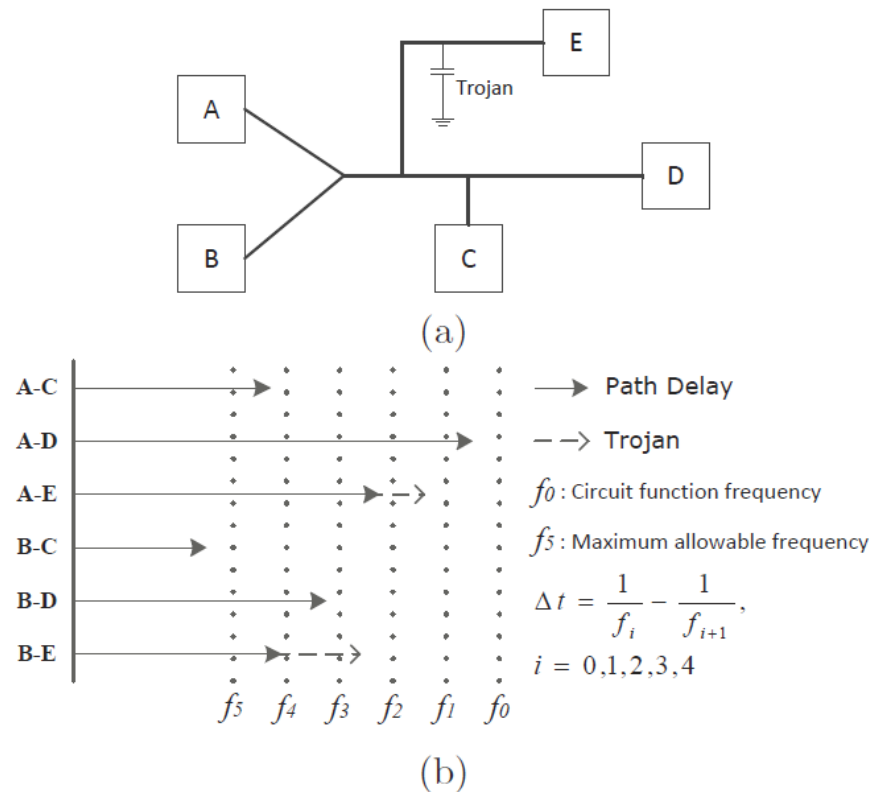 E
Trojan
A
D
B
C
(a)
A-C
Path Delay
A-D
Trojan
A-E
f0 : Circuit function frequency
B-C
f5 : Maximum allowable frequency
B-D
Δt = 1/fi − 1/fi+1 ,
B-E
i = 0,1,2,3,4
f5 f4 f3 f2 f1 f0
(b)